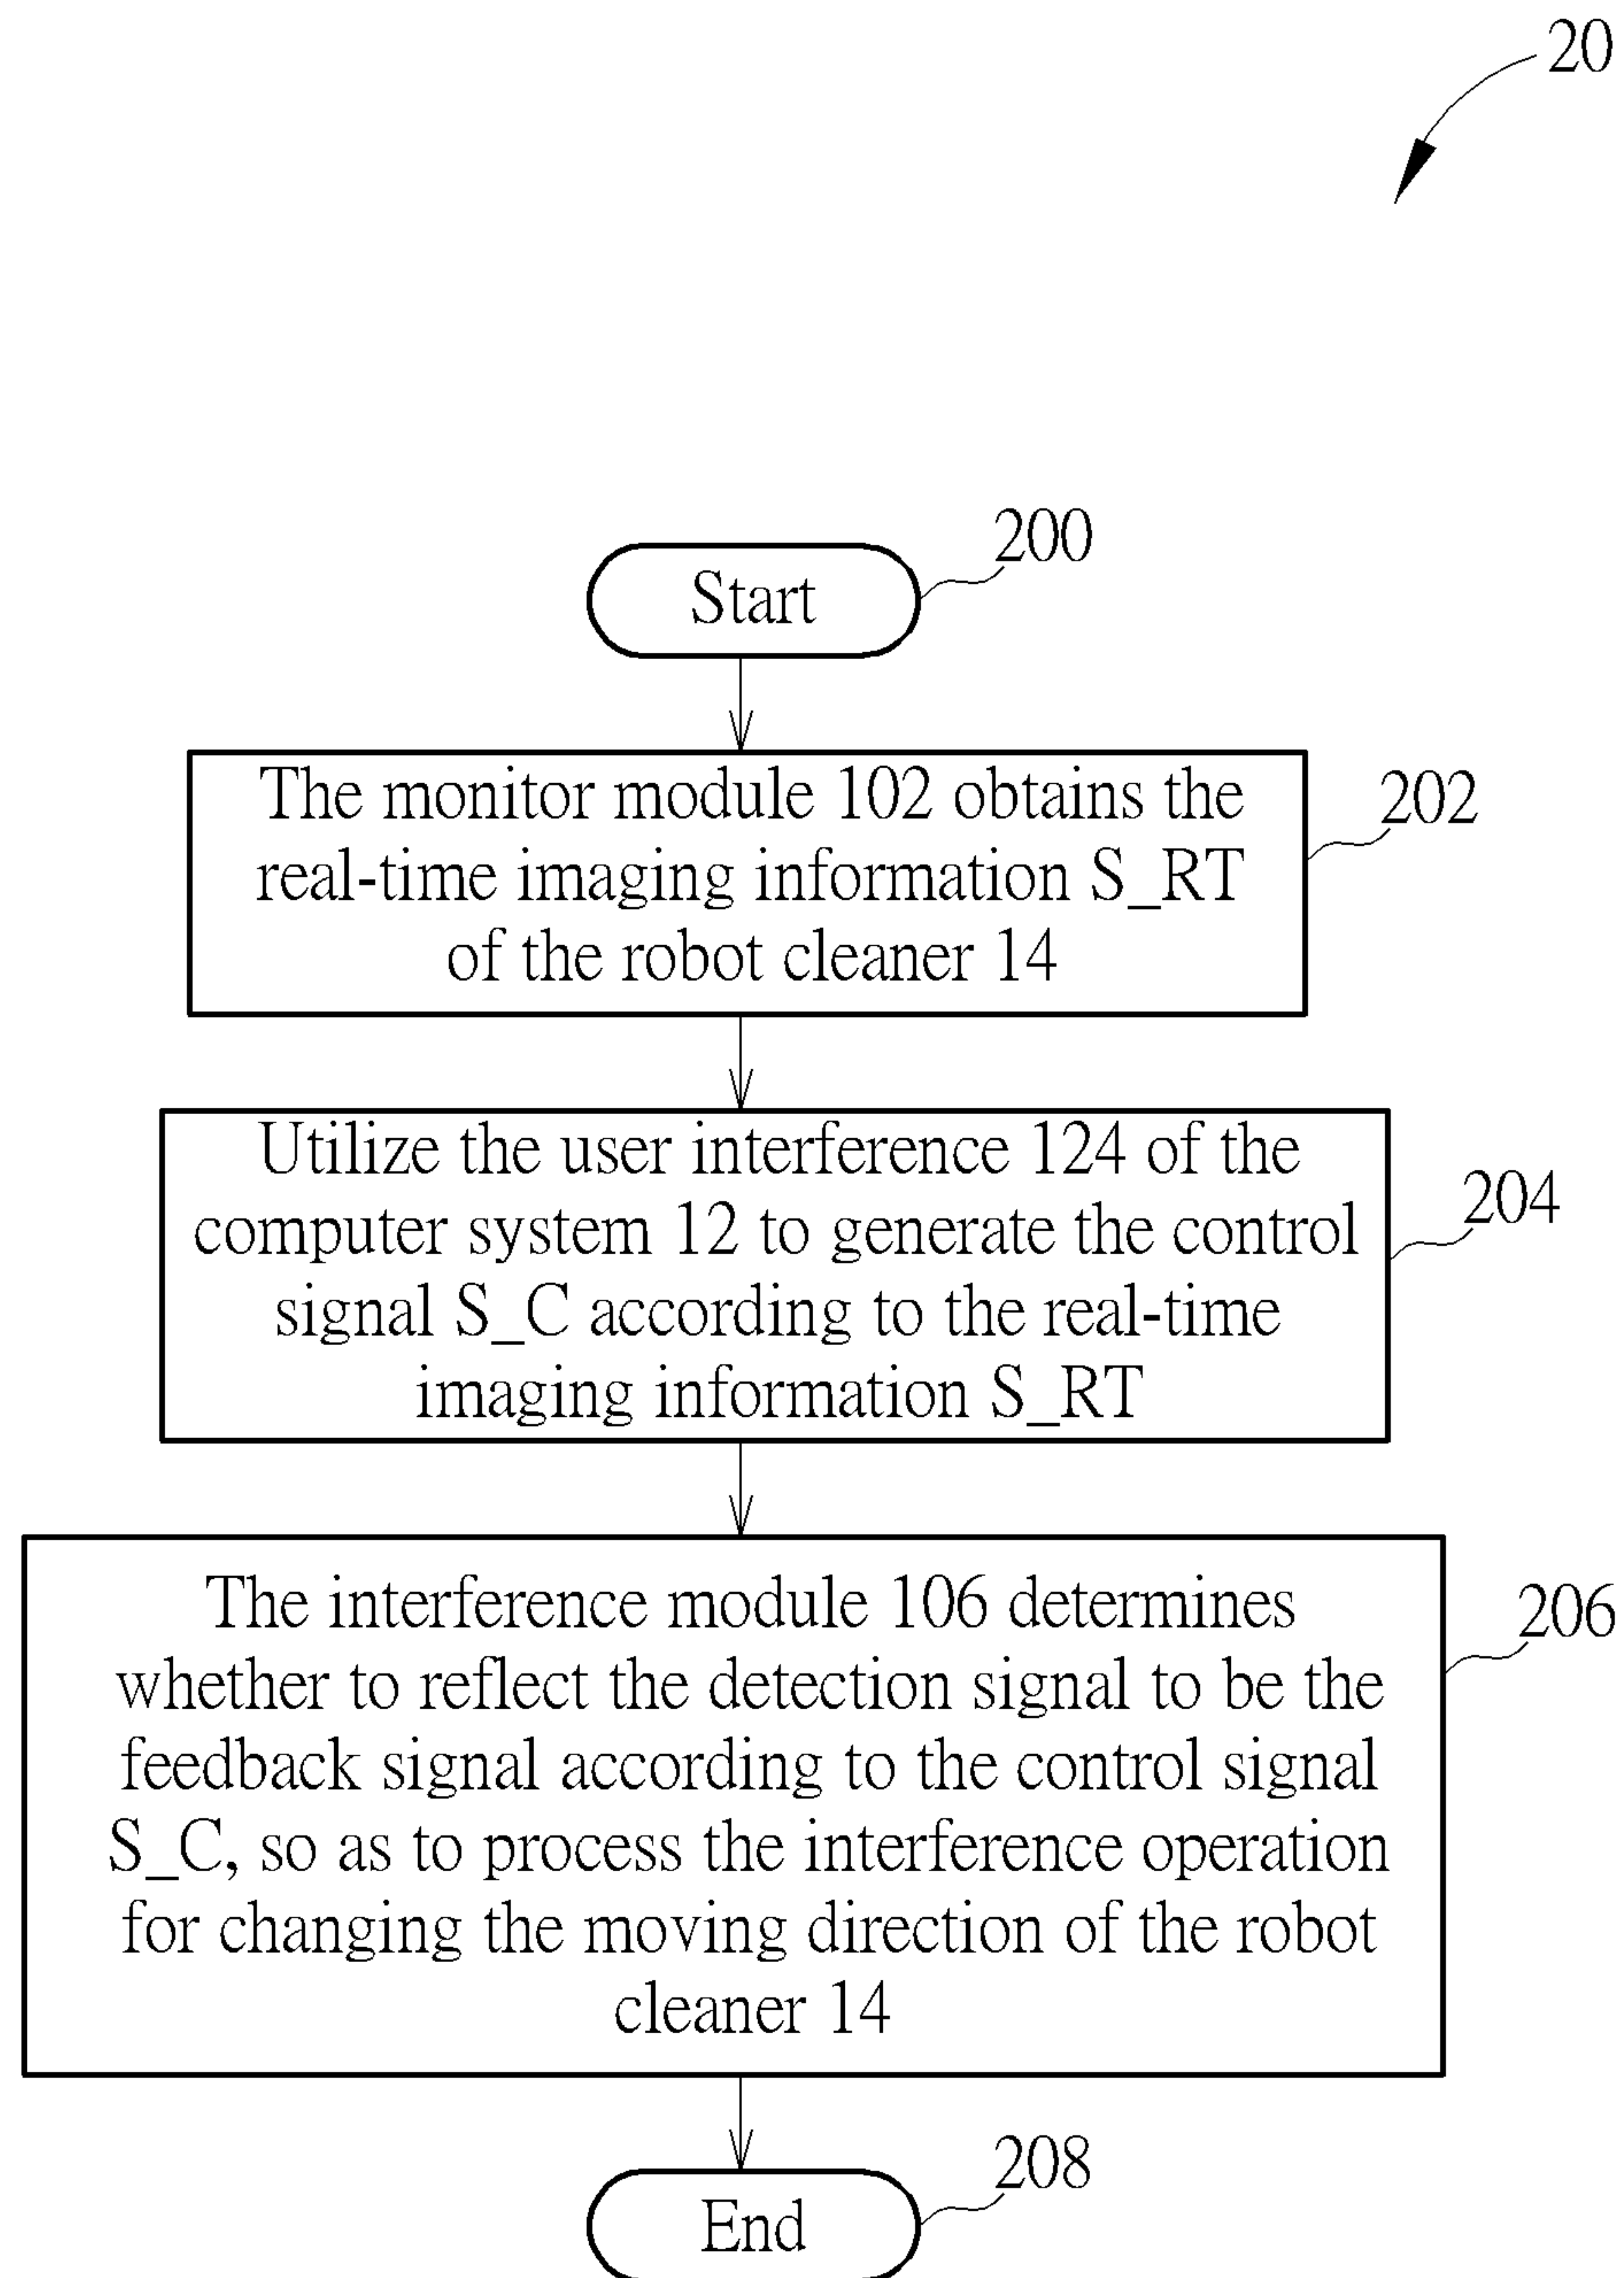 20
200
Start
The monitor module 102 obtains the
real-time imaging information S_RT
of the robot cleaner 14
202
Utilize the user interference 124 of the
computer system 12 to generate the control
signal S_C according to the real-time
imaging information S_RT
204
The interference module 106 determines
whether to reflect the detection signal to be the
feedback signal according to the control signal
S_C, so as to process the interference operation
for changing the moving direction of the robot
cleaner 14
206
208
End